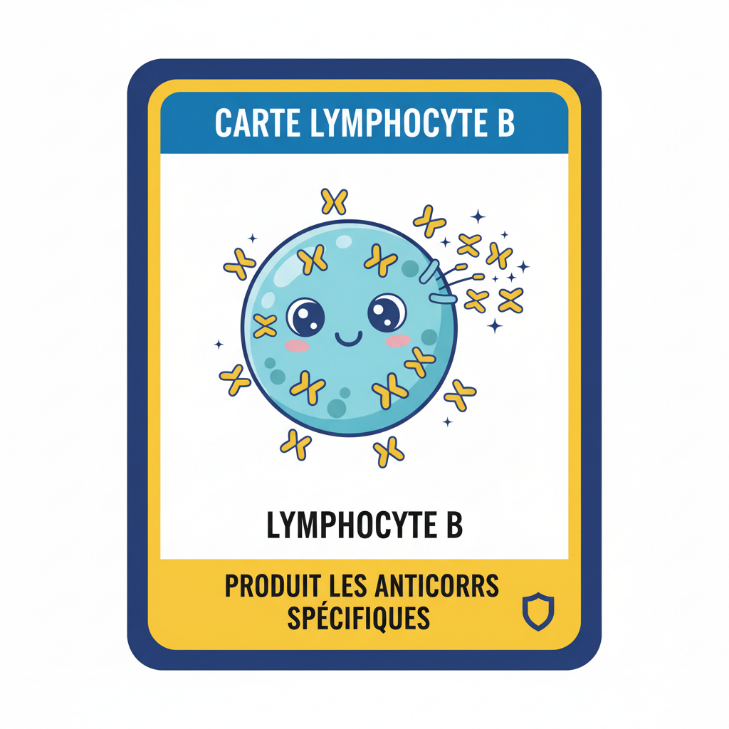 CARTE LYMPHOCYTE B
LYMPHOCYTE B
PRODUIT LES ANTICORRS
SPÉCIFIQUES